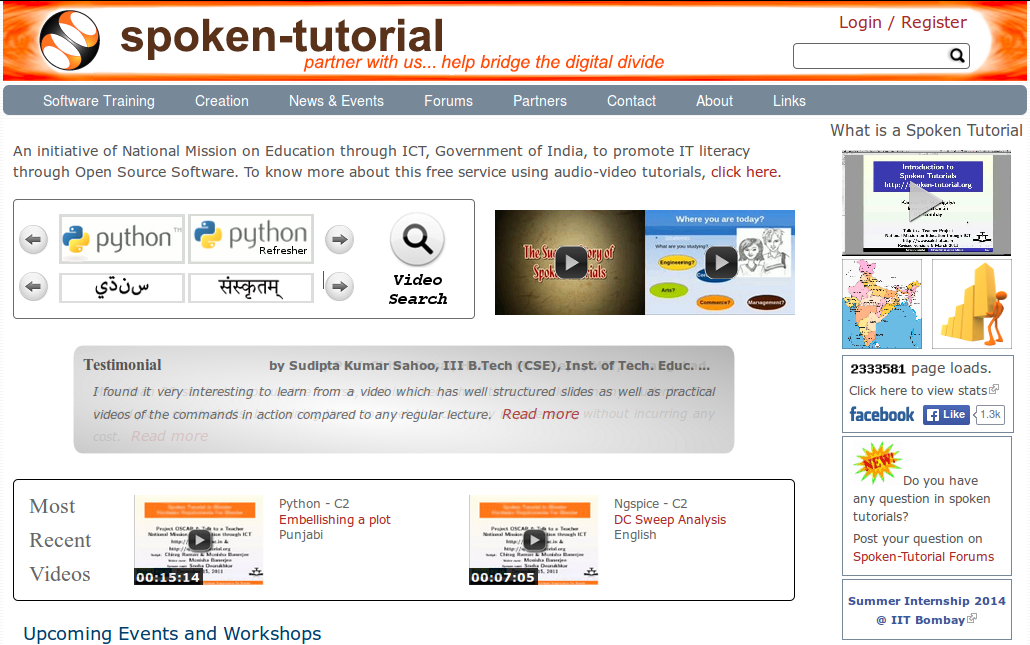 spoken-tutorial
partner with us... help bridge the digital divide
Login / Register
Software Training Creation News & Events Forums Partners Contact About Links
An initiative of National Mission on Education through ICT, Government of India, to promote IT literacy
through Open Source Software. To know more about this free service using audio-video tutorials, click here.
python™
python
Refresher
سنڌي
संस्कृतम्
Video
Search
The Success Story of
Spoken Tutorials
Where you are today?
What are you studying?
Engineering?
Arts?
Commerce?
Management?
Testimonial by Sudipta Kumar Sahoo, III B.Tech (CSE), Inst. of Tech. Educ. ...
I found it very interesting to learn from a video which has well structured slides as well as practical
videos of the commands in action compared to any regular lecture. Read more
without incurring any
cost. Read more
Most
Recent
Videos
00:15:14
Python - C2
Embellishing a plot
Punjabi
00:07:05
Ngspice - C2
DC Sweep Analysis
English
Upcoming Events and Workshops
What is a Spoken Tutorial
Introduction to
Spoken Tutorials
http://spoken-tutorial.org
2333581 page loads.
Click here to view stats
facebook Like 1.3k
NEW!
Do you have
any question in spoken
tutorials?
Post your question on
Spoken-Tutorial Forums
Summer Internship 2014
@ IIT Bombay